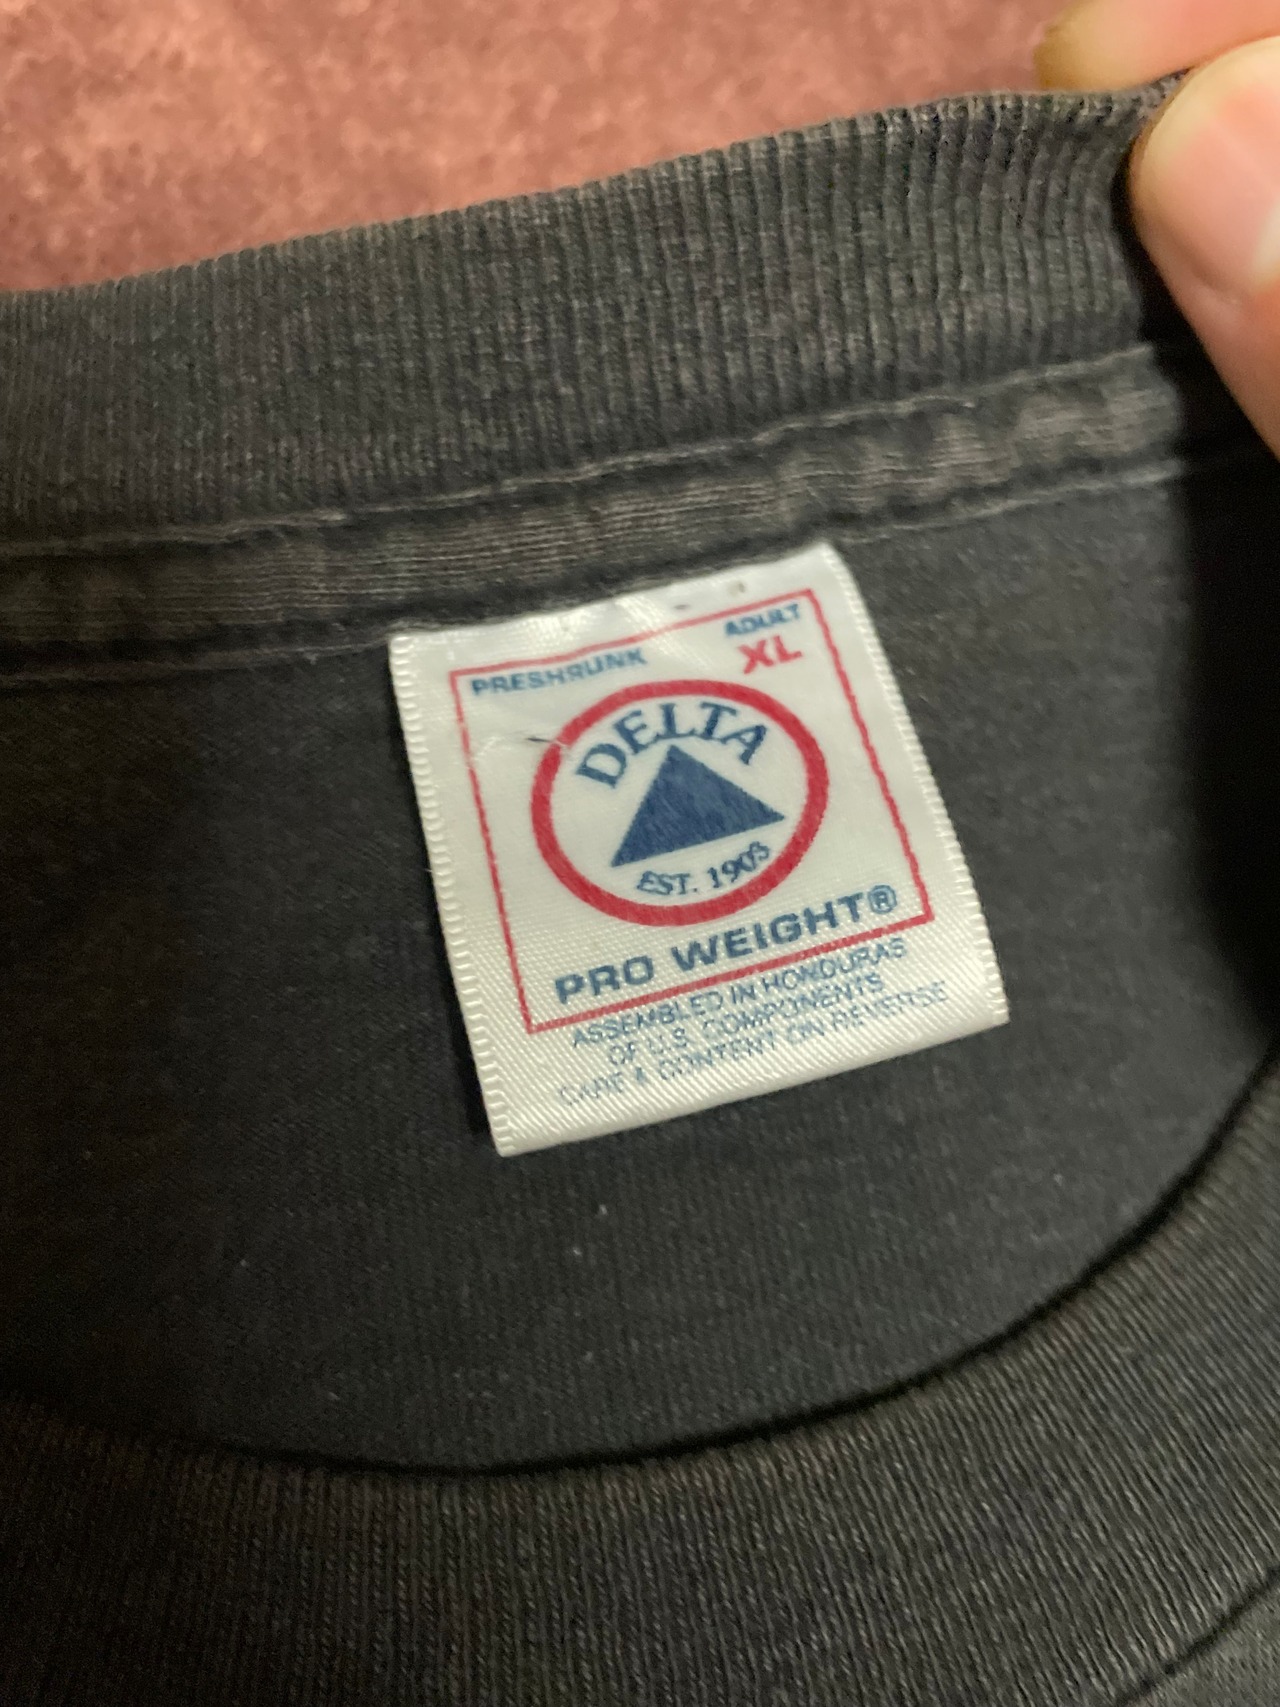 PRESHRUNK
ADULT
XL
DELTA
EST. 1903
PRO WEIGHT®
ASSEMBLED IN HONDURAS
OF U.S. COMPONENTS
CARE & CONTENT ON REVERSE